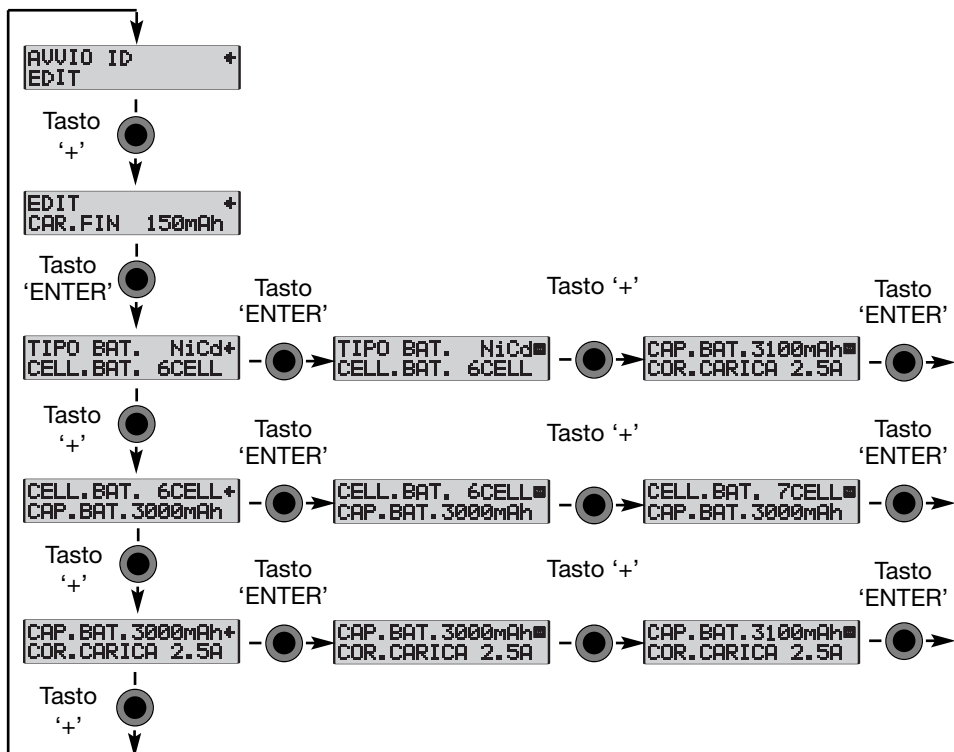 AVVIO ID
EDIT
Tasto
‘+’
EDIT
CAR.FIN 150mAh
Tasto
‘ENTER’
Tasto
‘ENTER’
Tasto ‘+’
Tasto
‘ENTER’
TIPO BAT. NiCd
CELL.BAT. 6CELL
TIPO BAT. NiCd
CELL.BAT. 6CELL
CAP.BAT.3100mAh
COR.CARICA 2.5A
Tasto
‘+’
Tasto
‘ENTER’
Tasto ‘+’
Tasto
‘ENTER’
CELL.BAT. 6CELL
CAP.BAT.3000mAh
CELL.BAT. 6CELL
CAP.BAT.3000mAh
CELL.BAT. 7CELL
CAP.BAT.3000mAh
Tasto
‘+’
Tasto
‘ENTER’
Tasto ‘+’
Tasto
‘ENTER’
CAP.BAT.3000mAh
COR.CARICA 2.5A
CAP.BAT.3000mAh
COR.CARICA 2.5A
CAP.BAT.3100mAh
COR.CARICA 2.5A
Tasto
‘+’